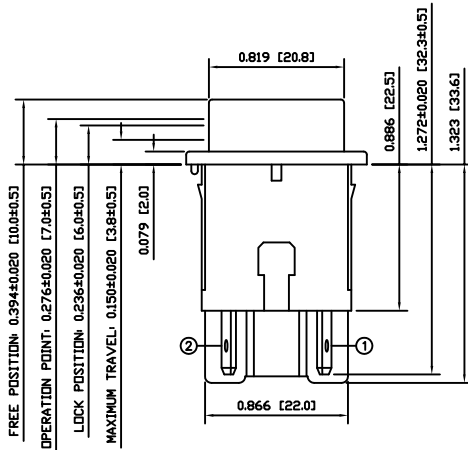 0.819 [20.8]
0.886 [22.5]
1.272±0.020 [32.3±0.5]
1.323 [33.6]
FREE POSITION: 0.394±0.020 [10.0±0.5]
OPERATION POINT: 0.276±0.020 [7.0±0.5]
LOCK POSITION: 0.236±0.020 [6.0±0.5]
MAXIMUM TRAVEL: 0.150±0.020 [3.8±0.5]
0.079 [2.0]
2
1
0.866 [22.0]